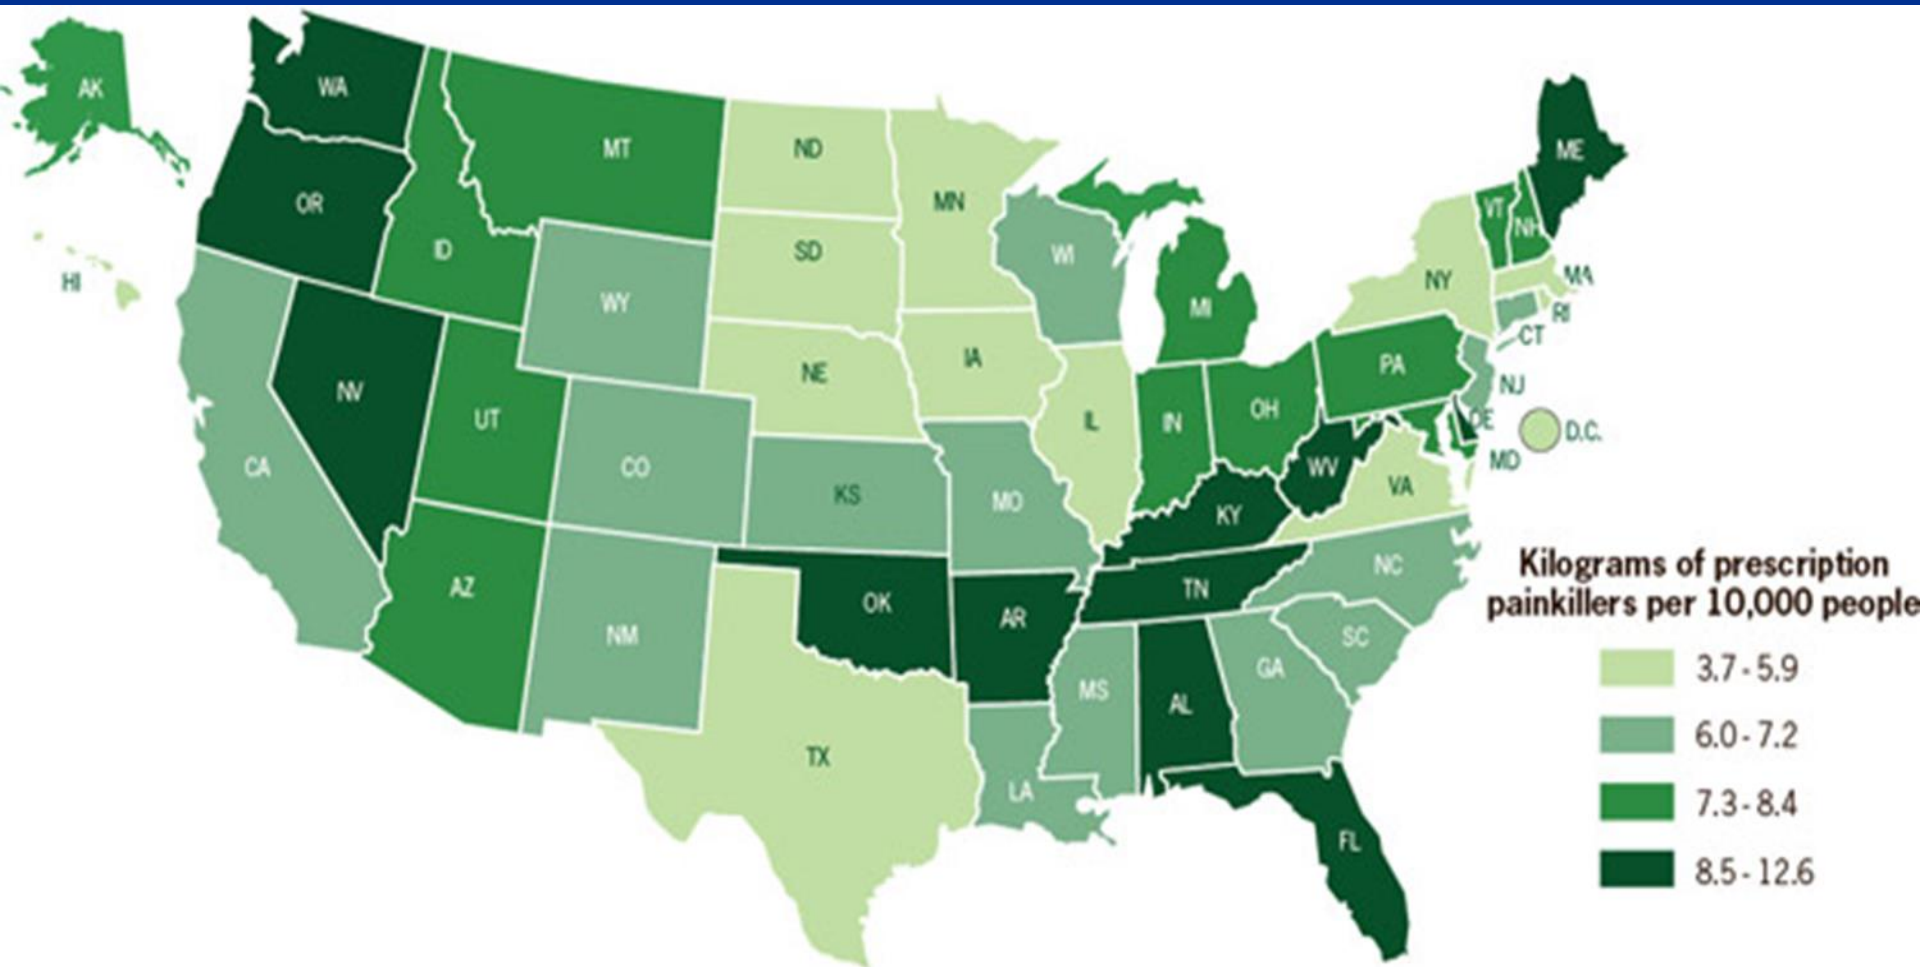 AK
WA
MT
ND
MN
ME
OR
ID
SD
WI
VT
NH
HI
WY
MI
NY
MA
RI
CT
NV
NE
IA
PA
NJ
UT
CO
IL
IN
OH
DE
D.C.
CA
KS
MO
WV
MD
VA
KY
AZ
NM
OK
AR
TN
NC
Kilograms of prescription
painkillers per 10,000 people
SC
GA
MS
AL
3.7 - 5.9
TX
LA
6.0 - 7.2
7.3 - 8.4
FL
8.5 - 12.6